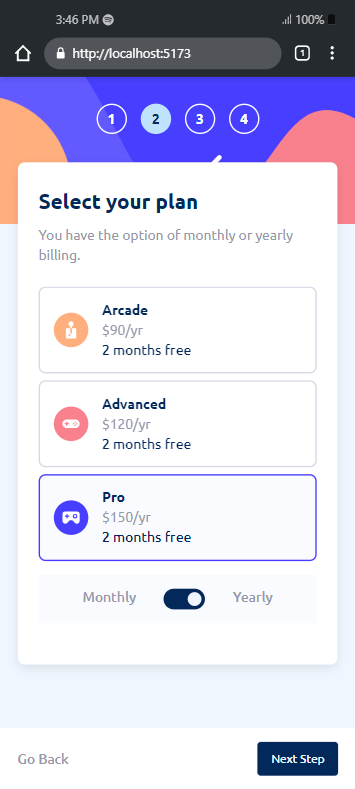 3:46 PM
100%
http://localhost:5173
1
1 2 3 4
Select your plan
You have the option of monthly or yearly
billing.
Arcade
$90/yr
2 months free
Advanced
$120/yr
2 months free
Pro
$150/yr
2 months free
Monthly Yearly
Go Back Next Step